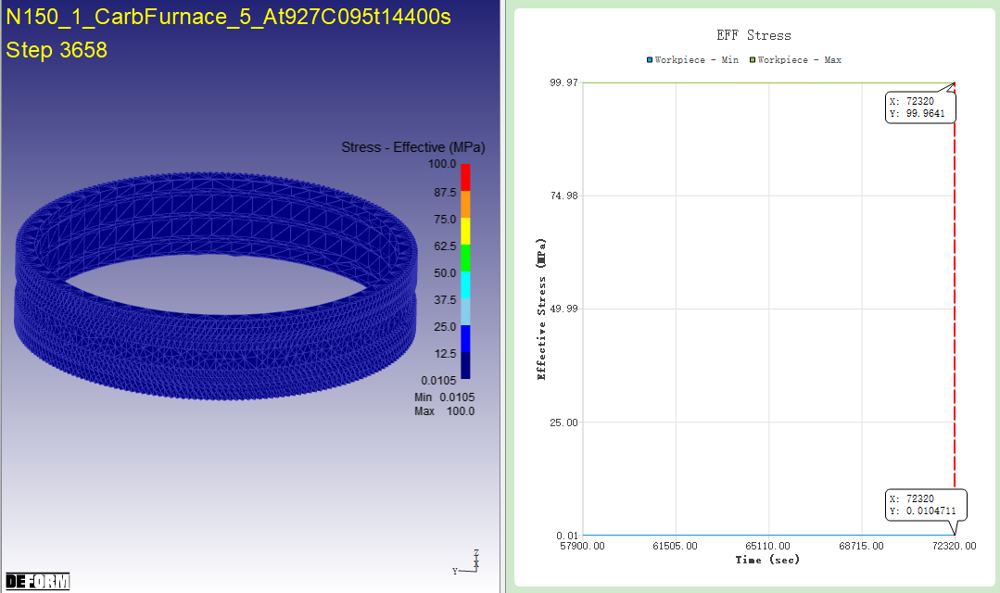 N150_1_CarbFurnace_5_At927C095t14400s
Step 3658
Stress - Effective (MPa)
100.0
87.5
75.0
62.5
50.0
37.5
25.0
12.5
0.0105
Min 0.0105
Max 100.0
Z
X
Y
DEFORM
EFF Stress
Workpiece - Min Workpiece - Max
99.97
X: 72320
Y: 99.9641
74.98
Effective Stress (MPa)
49.99
25.00
X: 72320
Y: 0.0104711
0.01
57900.00 61505.00 65110.00 68715.00 72320.00
Time (sec)